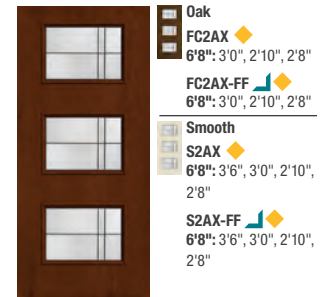 Oak
FC2AX
6'8": 3'0", 2'10", 2'8"
FC2AX-FF
6'8": 3'0", 2'10", 2'8"
Smooth
S2AX
6'8": 3'6", 3'0", 2'10",
2'8"
S2AX-FF
6'8": 3'6", 3'0", 2'10",
2'8"